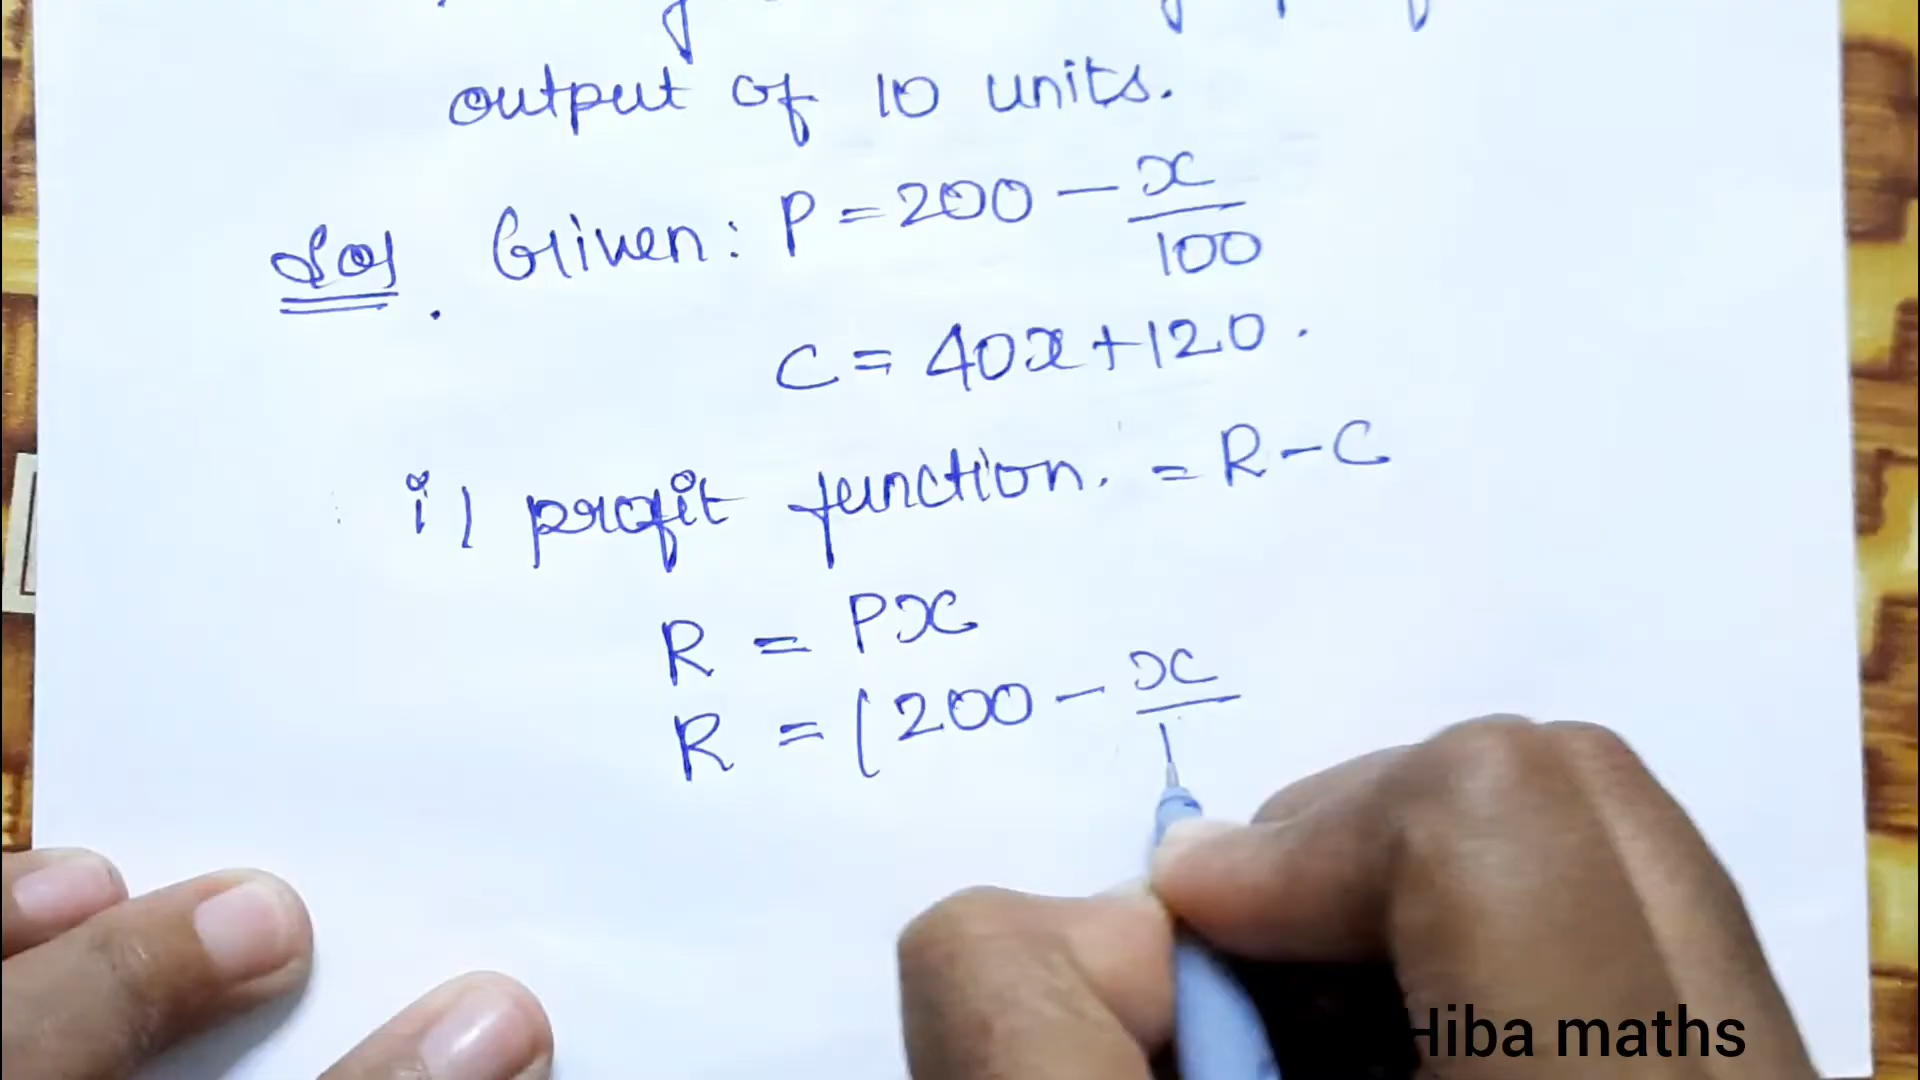 output of 10 units.
Sol. Given: P = 200 - x/100
C = 40x + 120.
i) profit function. = R - C
R = Px
R = (200 - x/1
Hiba maths